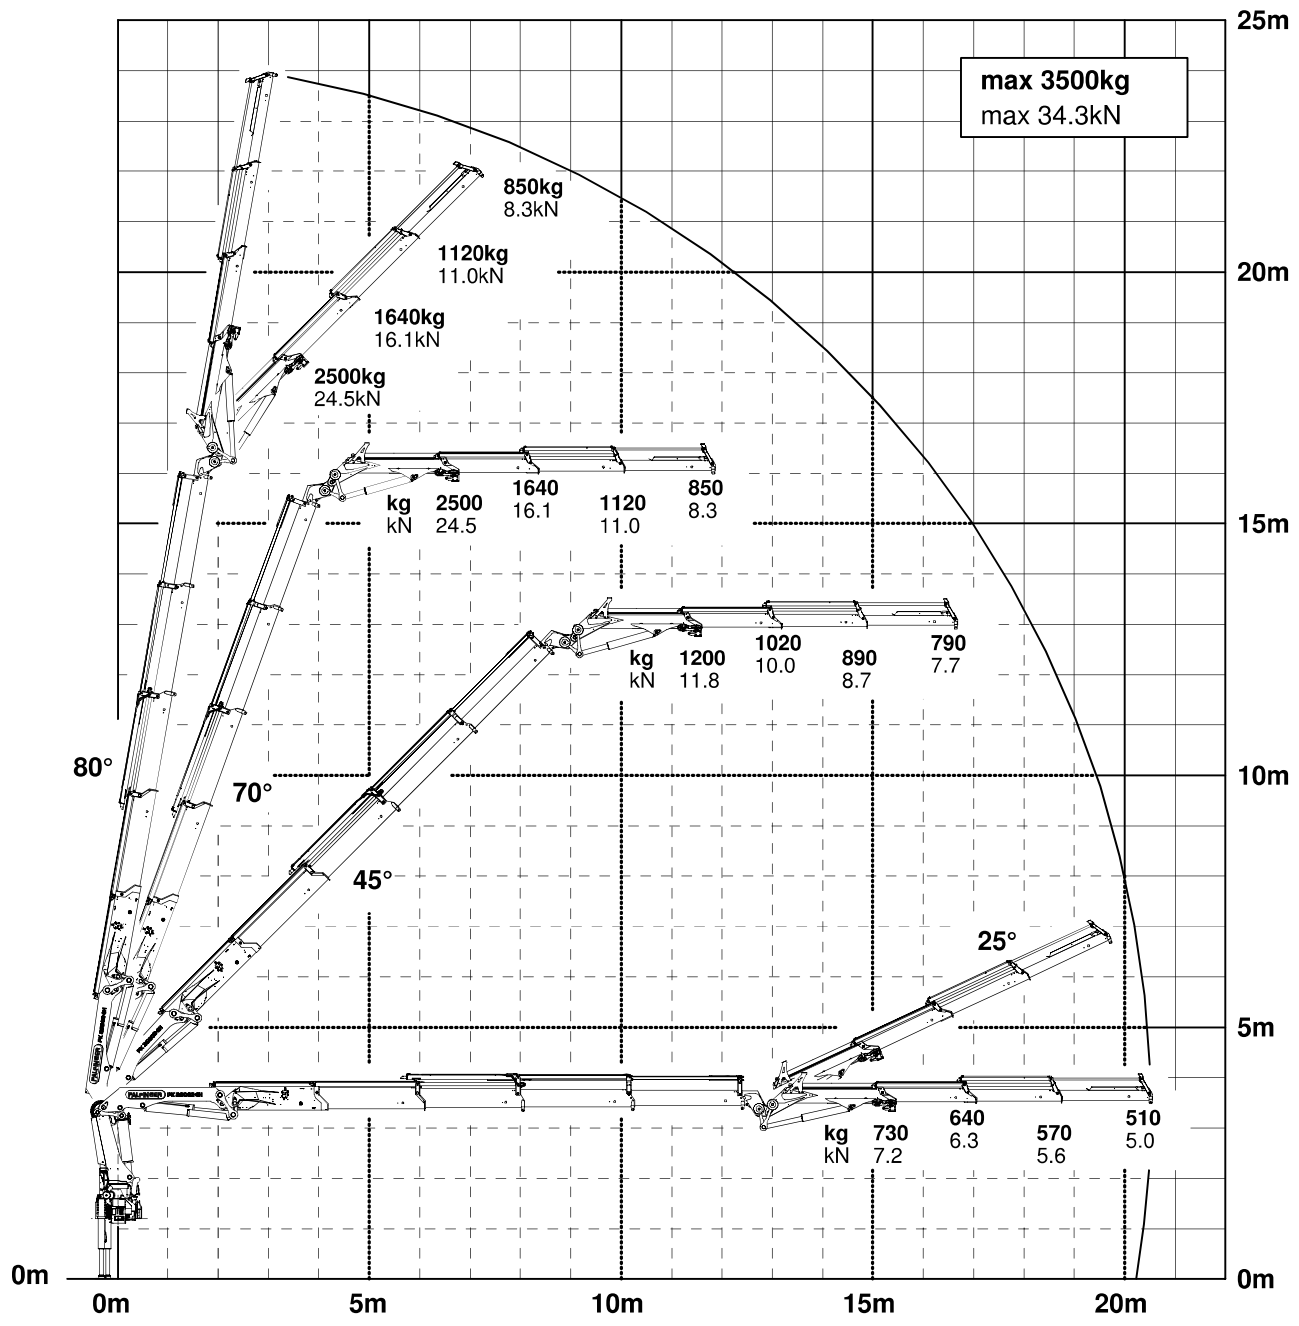 25m
max 3500kg
max 34.3kN
850kg
8.3kN
1120kg
11.0kN
20m
1640kg
16.1kN
2500kg
24.5kN
kg 2500 1640 1120 850
kN 24.5 16.1 11.0 8.3
15m
kg 1200 1020 890 790
kN 11.8 10.0 8.7 7.7
80°
70°
10m
45°
25°
5m
PALFINGER
kg 730 640 570 510
kN 7.2 6.3 5.6 5.0
0m
0m
0m 5m 10m 15m 20m